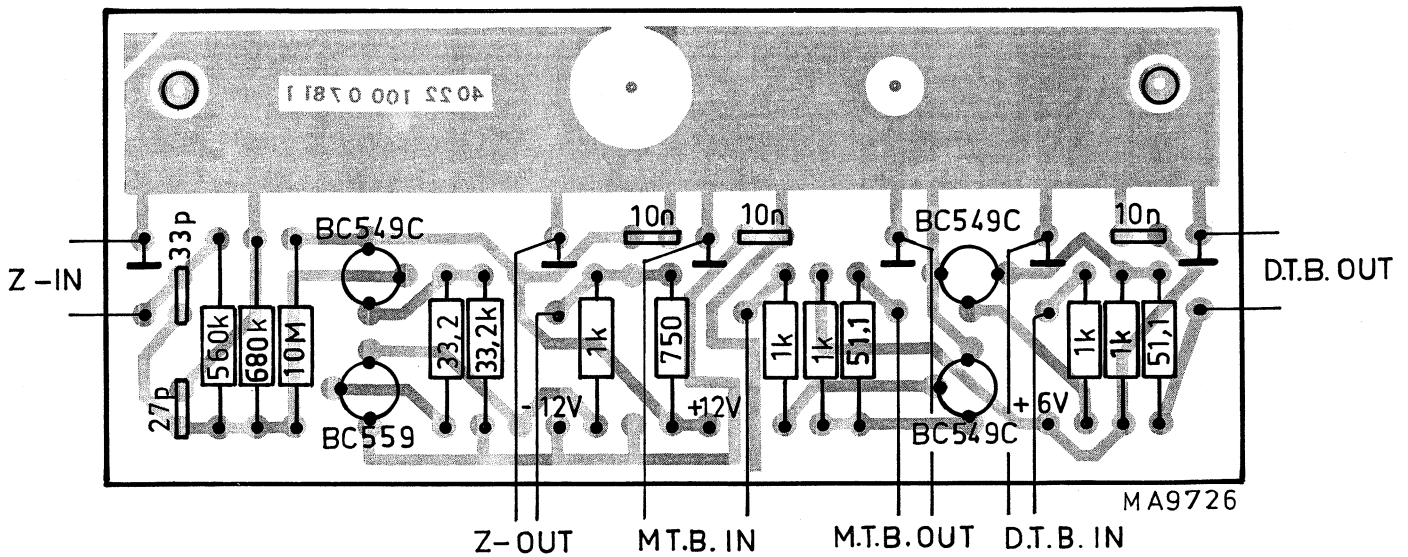 4022 100 0781 1
33p
BC549C
10n
10n
BC549C
10n
Z-IN
D.T.B. OUT
560k
680k
10M
33,2
33,2k
1k
750
1k
1k
51,1
1k
1k
51,1
27p
BC559
-12V
+12V
BC549C
+6V
MA9726
Z-OUT
M.T.B. IN
M.T.B. OUT
D.T.B. IN